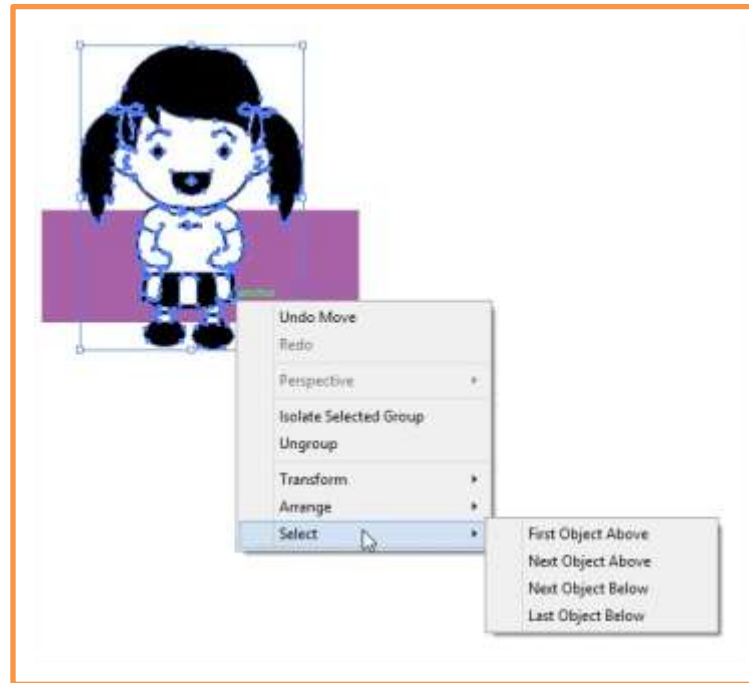 Undo Move
Redo
Perspective
Isolate Selected Group
Ungroup
Transform
Arrange
Select
First Object Above
Next Object Above
Next Object Below
Last Object Below